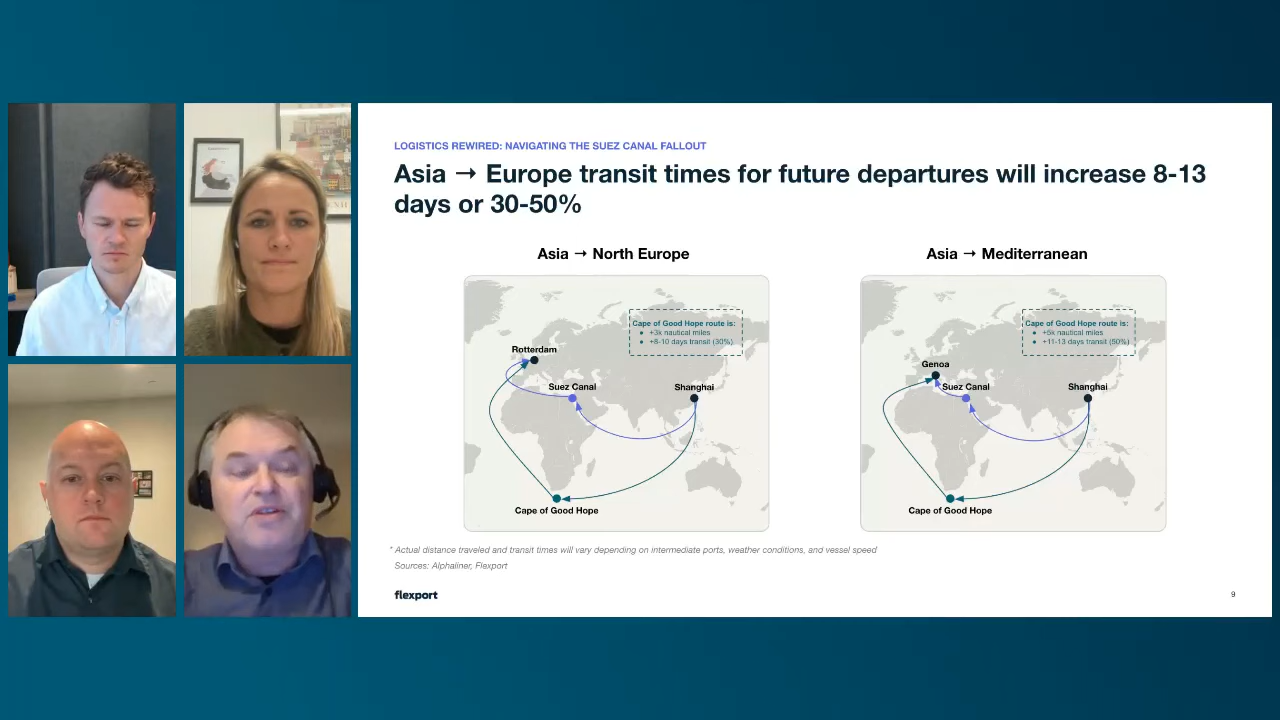 LOGISTICS REWIRED: NAVIGATING THE SUEZ CANAL FALLOUT
Asia → Europe transit times for future departures will increase 8-13
days or 30-50%
Asia → North Europe
Cape of Good Hope route is:
● +3k nautical miles
● +8-10 days transit (30%)
Rotterdam
Suez Canal
Shanghai
Cape of Good Hope
Asia → Mediterranean
Cape of Good Hope route is:
● +5k nautical miles
● +11-13 days transit (50%)
Genoa
Suez Canal
Shanghai
Cape of Good Hope
* Actual distance traveled and transit times will vary depending on intermediate ports, weather conditions, and vessel speed
Sources: Alphaliner, Flexport
flexport
9